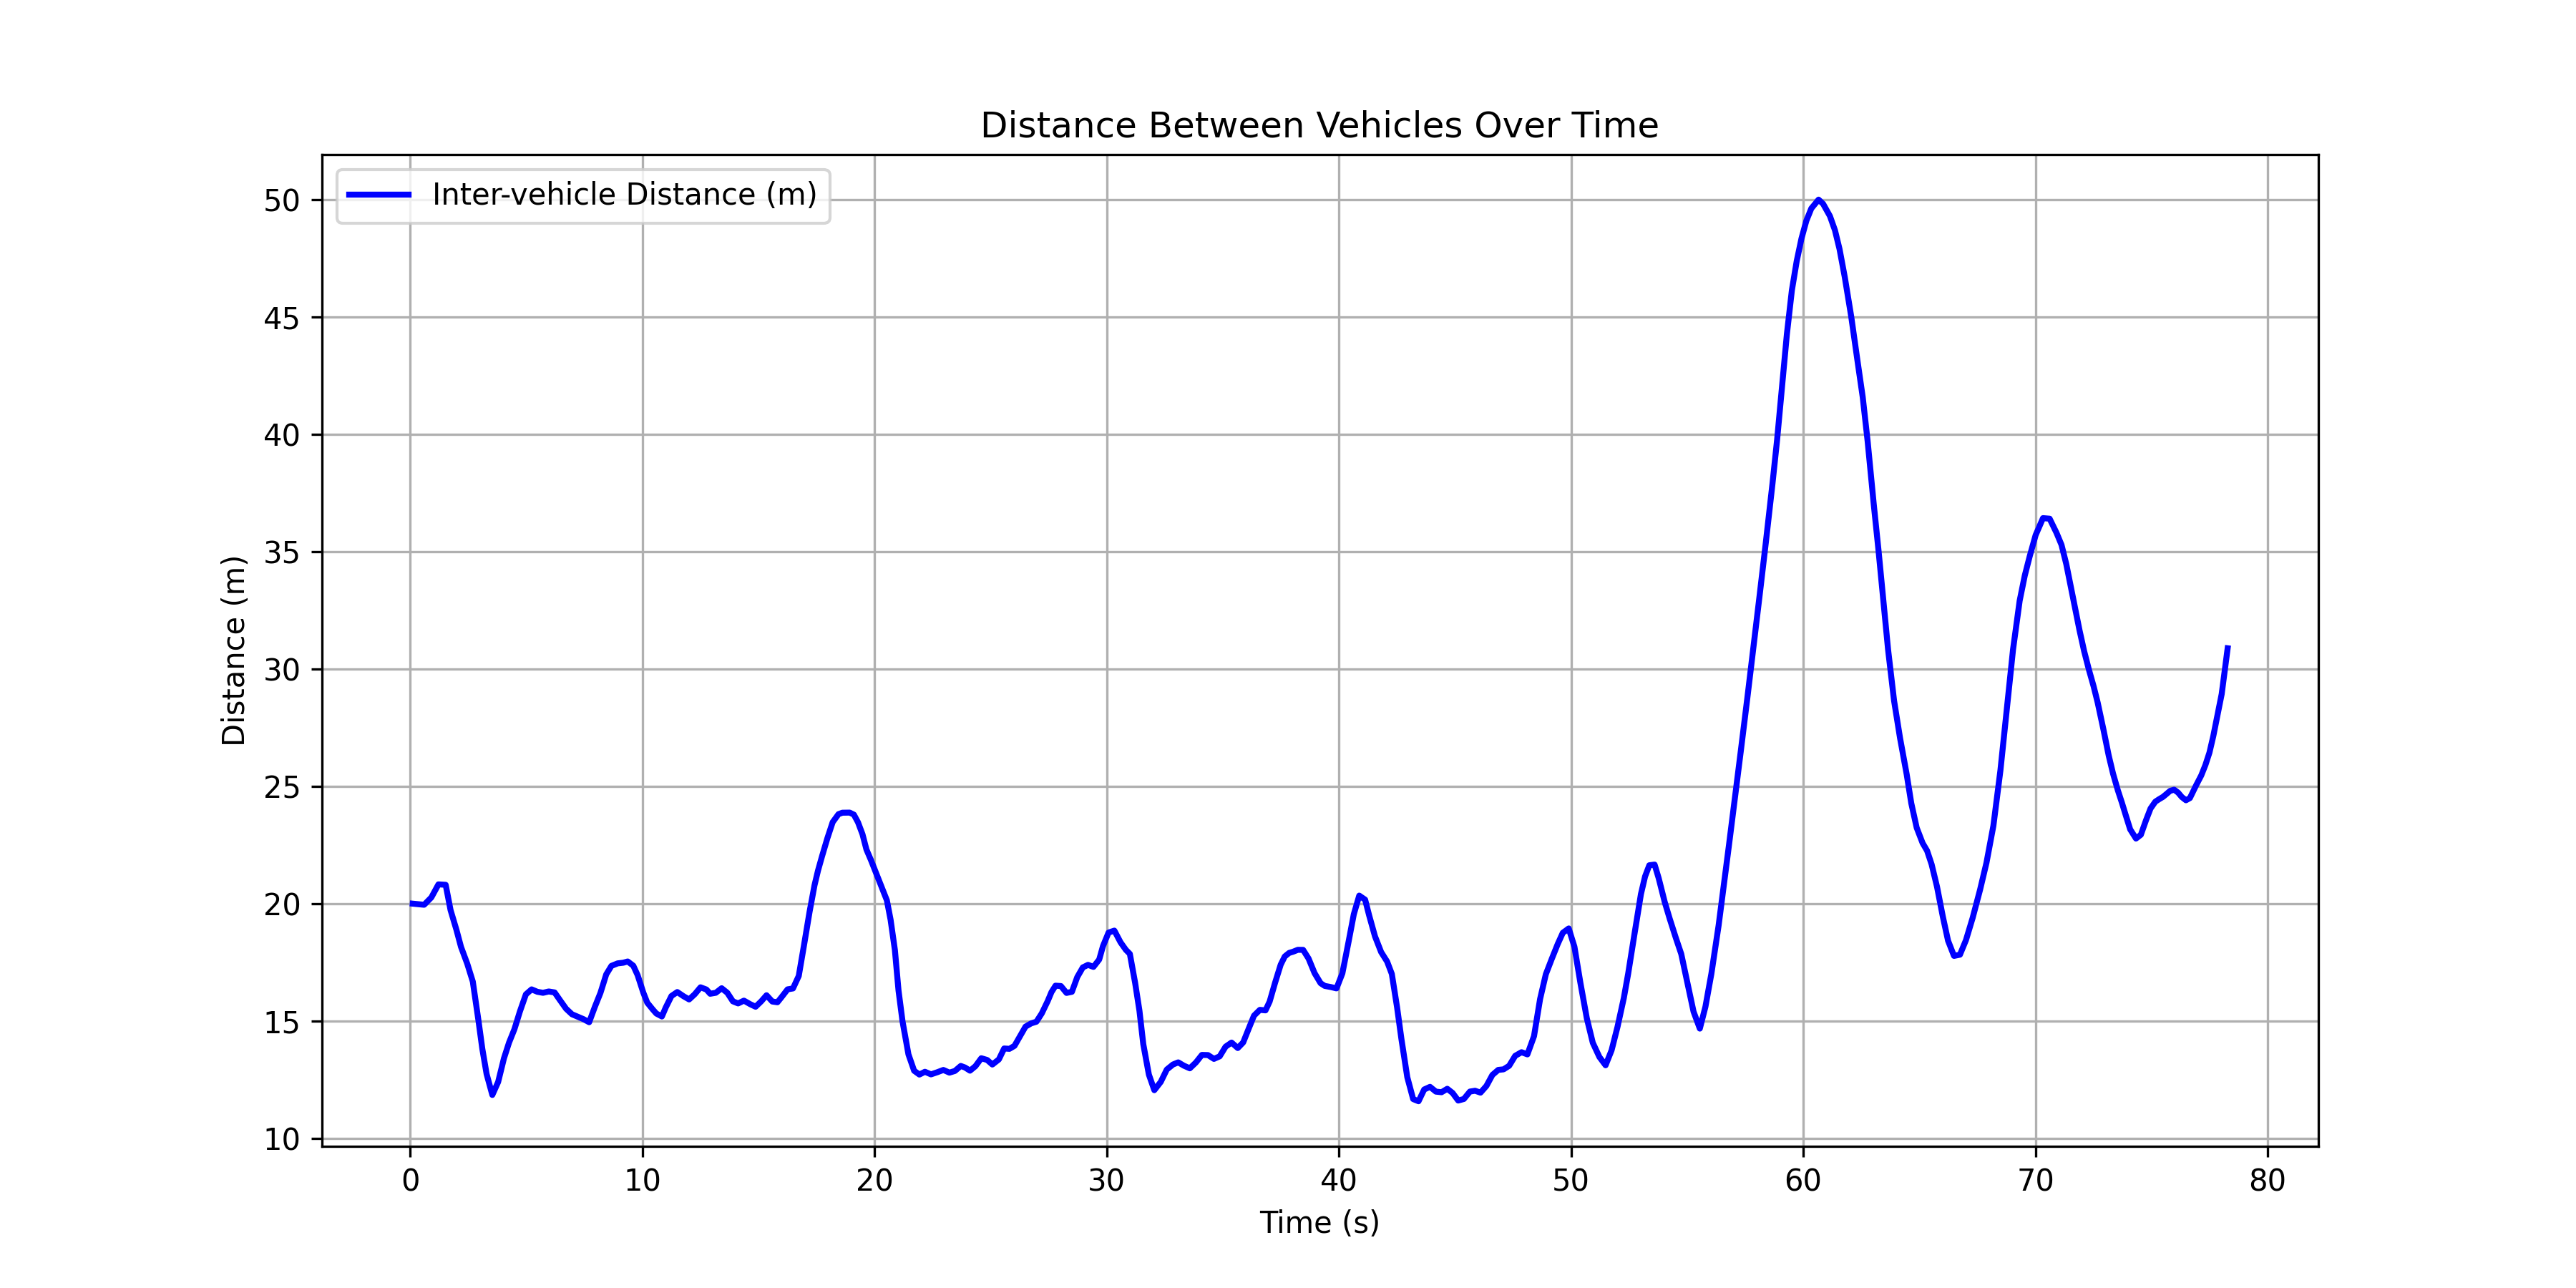 Distance Between Vehicles Over Time
Inter-vehicle Distance (m)
50
45
40
35
30
25
20
15
10
Distance (m)
0 10 20 30 40 50 60 70 80
Time (s)